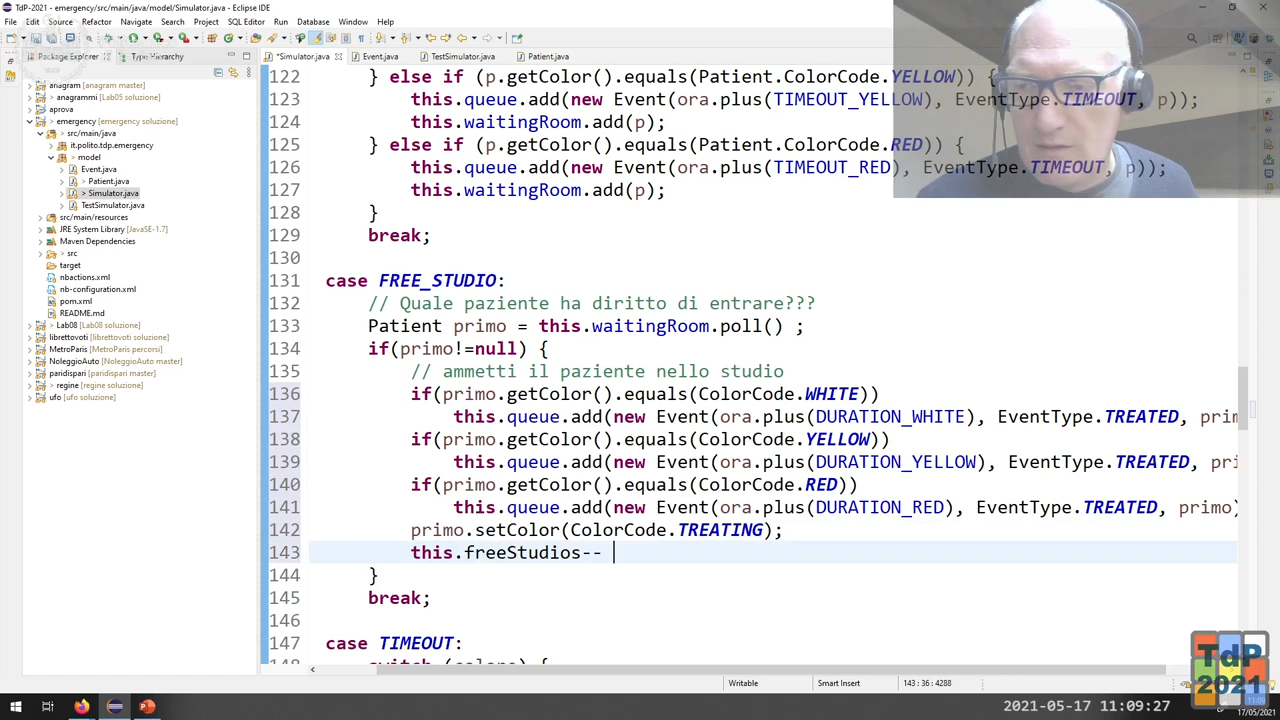 TdP-2021 - emergency/src/main/java/model/Simulator.java - Eclipse IDE
File Edit Source Refactor Navigate Search Project SQL Editor Run Database Window Help
Package Explorer Type Hierarchy
*Simulator.java Event.java TestSimulator.java Patient.java
anagram [anagram master]
anagrammi [Lab05 soluzione]
aprova
emergency [emergency soluzione]
src/main/java
it.polito.tdp.emergency
model
Event.java
> Patient.java
> Simulator.java
TestSimulator.java
src/main/resources
JRE System Library [JavaSE-1.7]
Maven Dependencies
> src
target
nbactions.xml
nb-configuration.xml
pom.xml
README.md
Lab08 [Lab08 soluzione]
librettovoti [librettovoti master]
MetroParis [MetroParis percorsi]
NoleggioAuto [NoleggioAuto master]
paridispari [paridispari master]
> regine [regine soluzione]
ufo [ufo soluzione]
122 } else if (p.getColor().equals(Patient.ColorCode.YELLOW)) {
123 this.queue.add(new Event(ora.plus(TIMEOUT_YELLOW), EventType.TIMEOUT, p));
124 this.waitingRoom.add(p);
125 } else if (p.getColor().equals(Patient.ColorCode.RED)) {
126 this.queue.add(new Event(ora.plus(TIMEOUT_RED), EventType.TIMEOUT, p));
127 this.waitingRoom.add(p);
128 }
129 break;
130
131 case FREE_STUDIO:
132 // Quale paziente ha diritto di entrare???
133 Patient primo = this.waitingRoom.poll() ;
134 if(primo!=null) {
135 // ammetti il paziente nello studio
136 if(primo.getColor().equals(ColorCode.WHITE))
137 this.queue.add(new Event(ora.plus(DURATION_WHITE), EventType.TREATED, prim
138 if(primo.getColor().equals(ColorCode.YELLOW))
139 this.queue.add(new Event(ora.plus(DURATION_YELLOW), EventType.TREATED, pri
140 if(primo.getColor().equals(ColorCode.RED))
141 this.queue.add(new Event(ora.plus(DURATION_RED), EventType.TREATED, primo)
142 primo.setColor(ColorCode.TREATING);
143 this.freeStudios--
144 }
145 break;
146
147 case TIMEOUT:
148 switch (colore) {
Writable Smart Insert 143 : 36 : 4288
TdP
2021
2021-05-17 11:09:27
17/05/2021